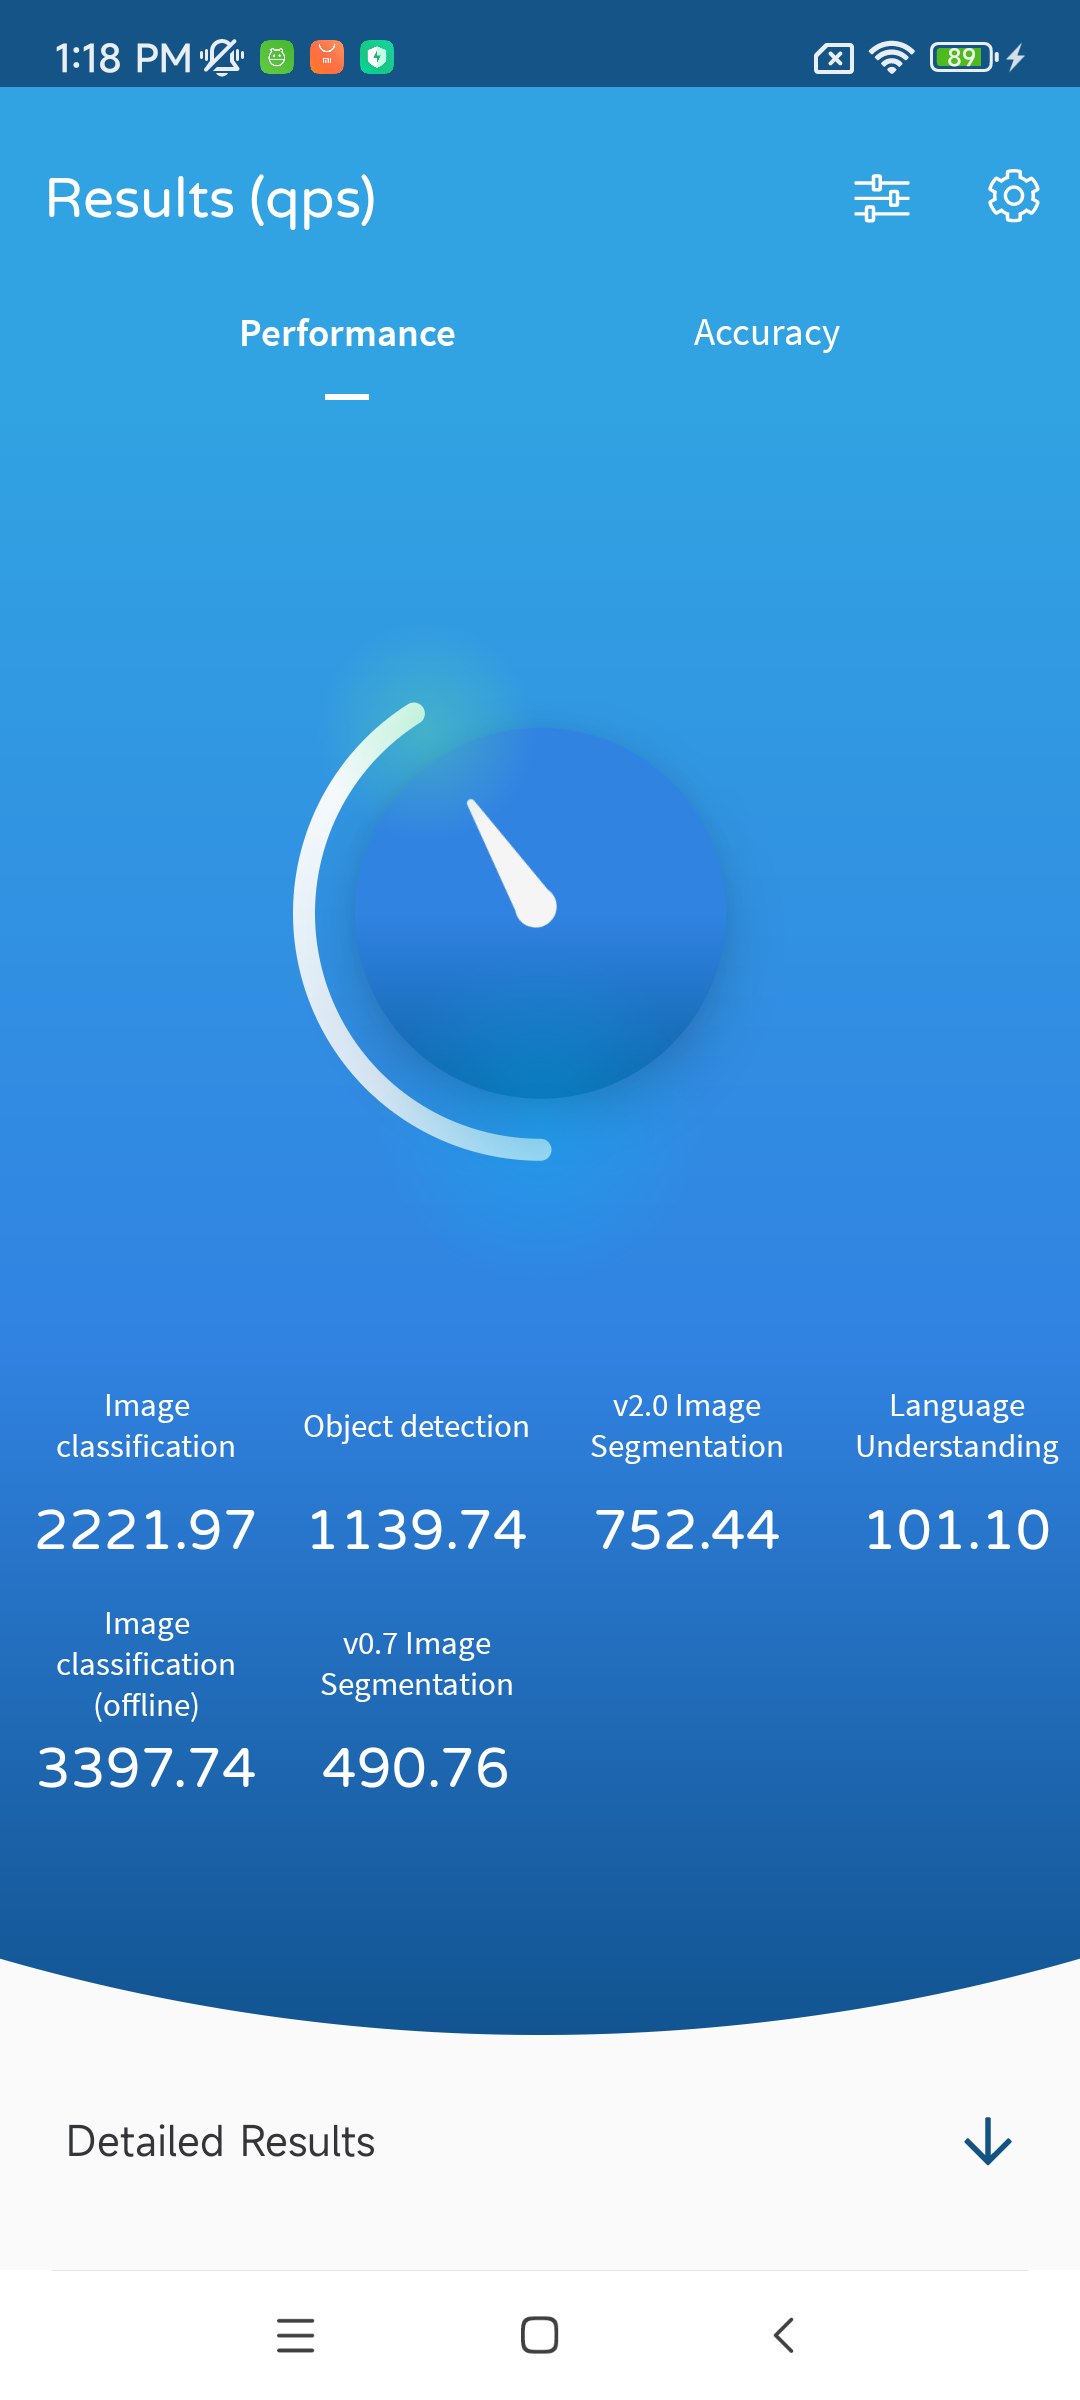 1:18 PM
mi
89
Results (qps)
Performance
Accuracy
Image
classification
2221.97
Object detection
1139.74
v2.0 Image
Segmentation
752.44
Language
Understanding
101.10
Image
classification
(offline)
3397.74
v0.7 Image
Segmentation
490.76
Detailed Results